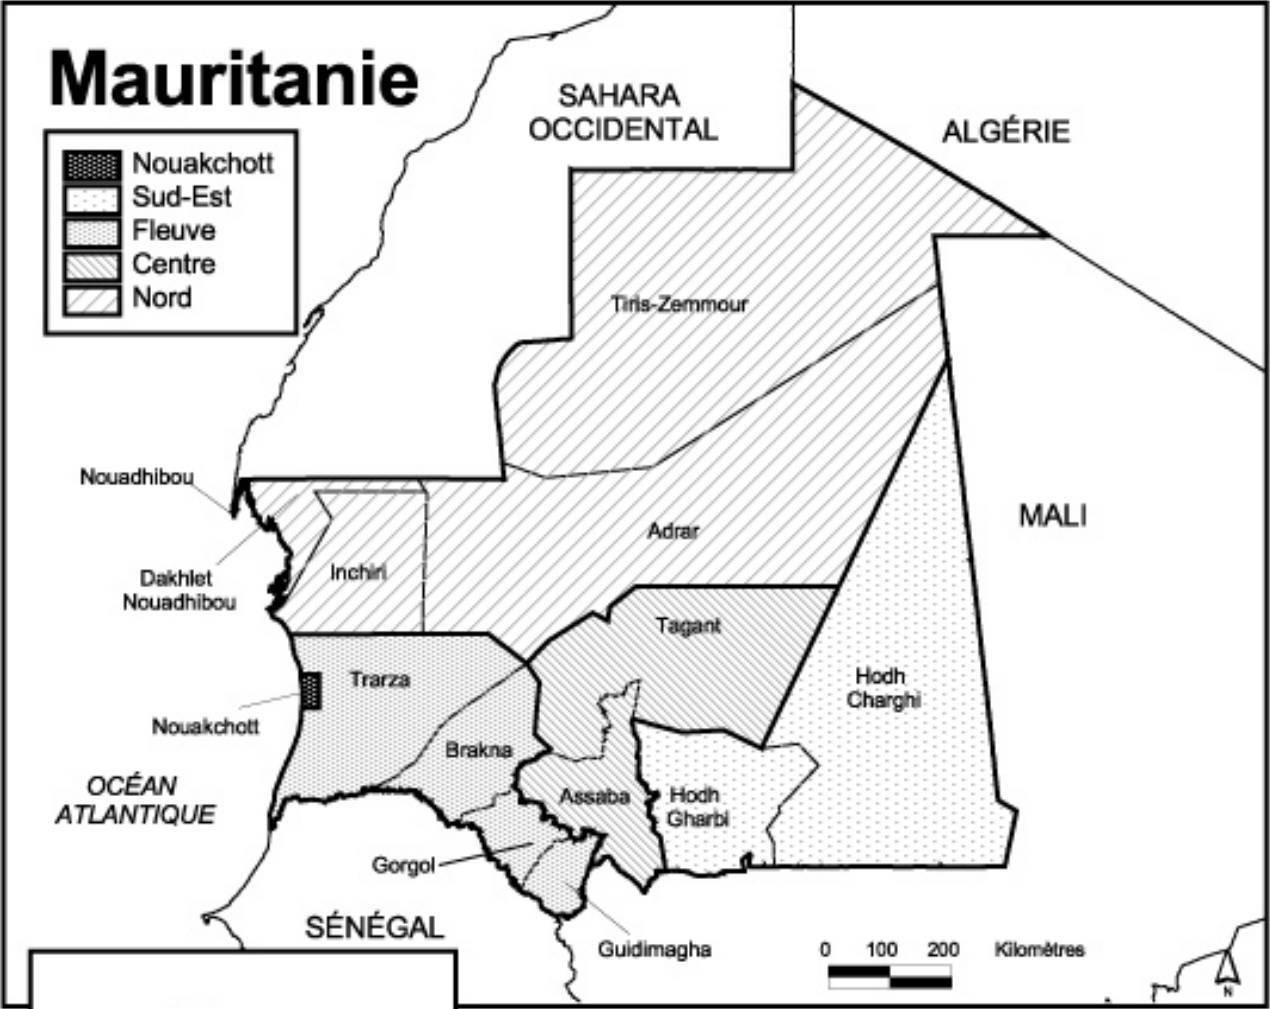 Mauritanie
Nouakchott
Sud-Est
Fleuve
Centre
Nord
SAHARA
OCCIDENTAL
ALGÉRIE
Tiris-Zemmour
Nouadhibou
MALI
Adrar
Dakhlet
Nouadhibou
Inchiri
Tagant
Trarza
Hodh
Charghi
Nouakchott
Brakna
OCÉAN
ATLANTIQUE
Assaba
Hodh
Gharbi
Gorgol
SÉNÉGAL
Guidimagha
0 100 200 Kilomètres
N